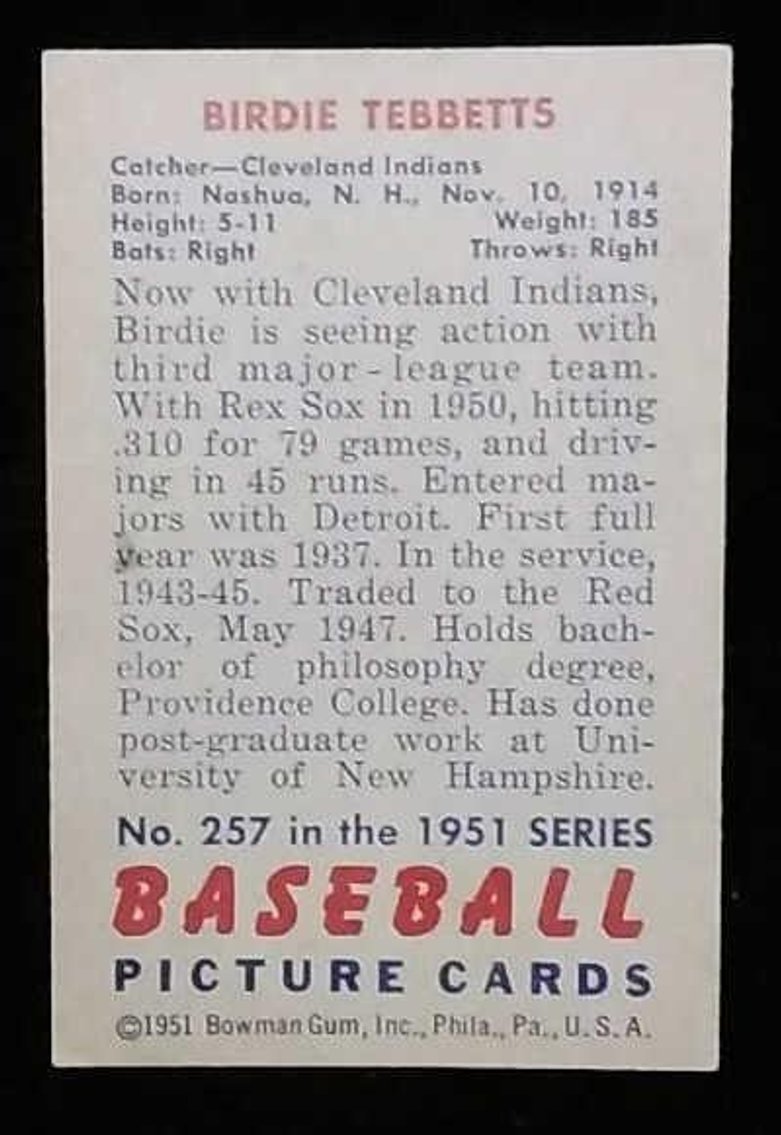 BIRDIE TEBBETTS
Catcher—Cleveland Indians
Born: Nashua, N. H., Nov. 10, 1914
Height: 5-11 Weight: 185
Bats: Right Throws: Right
Now with Cleveland Indians,
Birdie is seeing action with
third major-league team.
With Rex Sox in 1950, hitting
.310 for 79 games, and driv-
ing in 45 runs. Entered ma-
jors with Detroit. First full
year was 1937. In the service,
1943-45. Traded to the Red
Sox, May 1947. Holds bach-
elor of philosophy degree,
Providence College. Has done
post-graduate work at Uni-
versity of New Hampshire.
No. 257 in the 1951 SERIES
BASEBALL
PICTURE CARDS
©1951 Bowman Gum, Inc., Phila., Pa., U.S.A.